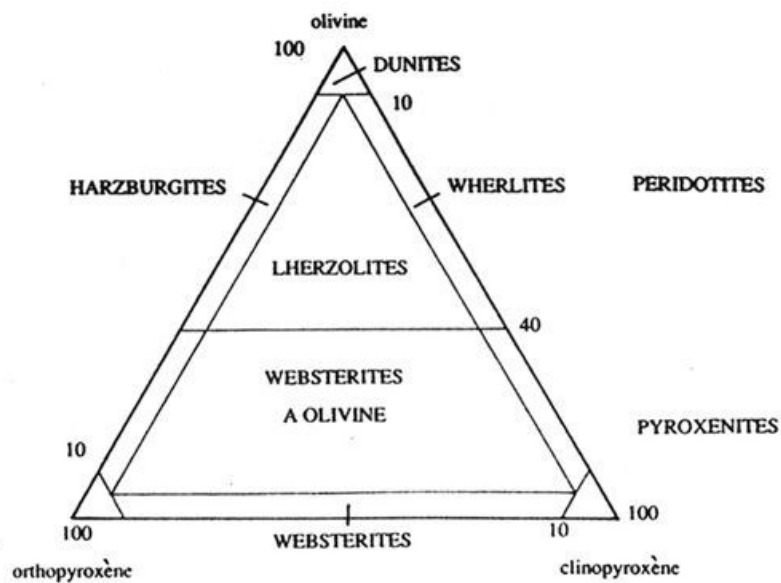 olivine
100
DUNITES
10
HARZBURGITES
WHERLITES
PERIDOTITES
LHERZOLITES
40
WEBSTERITES
A OLIVINE
PYROXENITES
10
100
WEBSTERITES
10
100
orthopyroxène
clinopyroxène